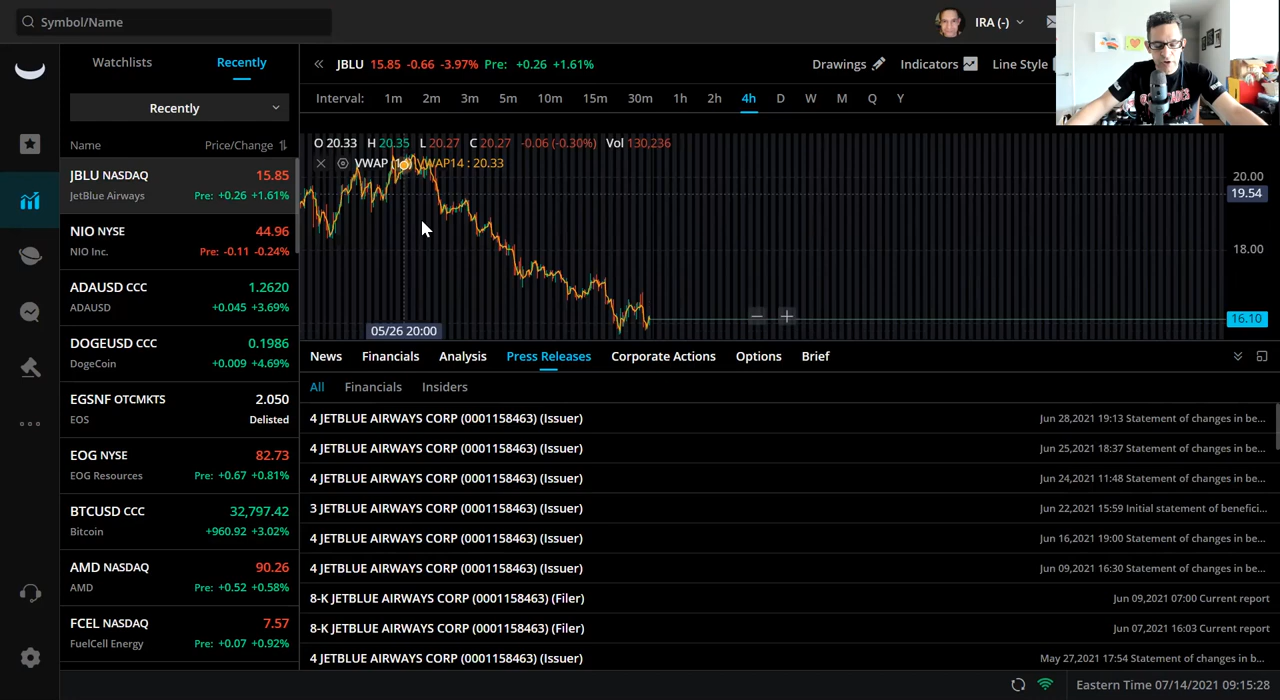 Symbol/Name
IRA (-)
Watchlists
Recently
Recently
Name
Price/Change
JBLU NASDAQ 15.85
JetBlue Airways Pre: +0.26 +1.61%
NIO NYSE 44.96
NIO Inc. Pre: -0.11 -0.24%
ADAUSD CCC 1.2620
ADAUSD +0.045 +3.69%
DOGEUSD CCC 0.1986
DogeCoin +0.009 +4.69%
EGSNF OTCMKTS 2.050
EOS Delisted
EOG NYSE 82.73
EOG Resources Pre: +0.67 +0.81%
BTCUSD CCC 32,797.42
Bitcoin +960.92 +3.02%
AMD NASDAQ 90.26
AMD Pre: +0.52 +0.58%
FCEL NASDAQ 7.57
FuelCell Energy Pre: +0.07 +0.92%
JBLU 15.85 -0.66 -3.97% Pre: +0.26 +1.61%
Drawings
Indicators
Line Style
Interval: 1m 2m 3m 5m 10m 15m 30m 1h 2h 4h D W M Q Y
O 20.33 H 20.35 L 20.27 C 20.27 -0.06 (-0.30%) Vol 130,236
VWAP VWAP14 : 20.33
20.00
19.54
18.00
16.10
05/26 20:00
News Financials Analysis Press Releases Corporate Actions Options Brief
All Financials Insiders
4 JETBLUE AIRWAYS CORP (0001158463) (Issuer) Jun 28,2021 19:13 Statement of changes in be...
4 JETBLUE AIRWAYS CORP (0001158463) (Issuer) Jun 25,2021 18:37 Statement of changes in be...
4 JETBLUE AIRWAYS CORP (0001158463) (Issuer) Jun 24,2021 11:48 Statement of changes in be...
3 JETBLUE AIRWAYS CORP (0001158463) (Issuer) Jun 22,2021 15:59 Initial statement of benefici...
4 JETBLUE AIRWAYS CORP (0001158463) (Issuer) Jun 16,2021 19:00 Statement of changes in be...
4 JETBLUE AIRWAYS CORP (0001158463) (Issuer) Jun 09,2021 16:30 Statement of changes in be...
8-K JETBLUE AIRWAYS CORP (0001158463) (Filer) Jun 09,2021 07:00 Current report
8-K JETBLUE AIRWAYS CORP (0001158463) (Filer) Jun 07,2021 16:03 Current report
4 JETBLUE AIRWAYS CORP (0001158463) (Issuer) May 27,2021 17:54 Statement of changes in b...
Eastern Time 07/14/2021 09:15:28